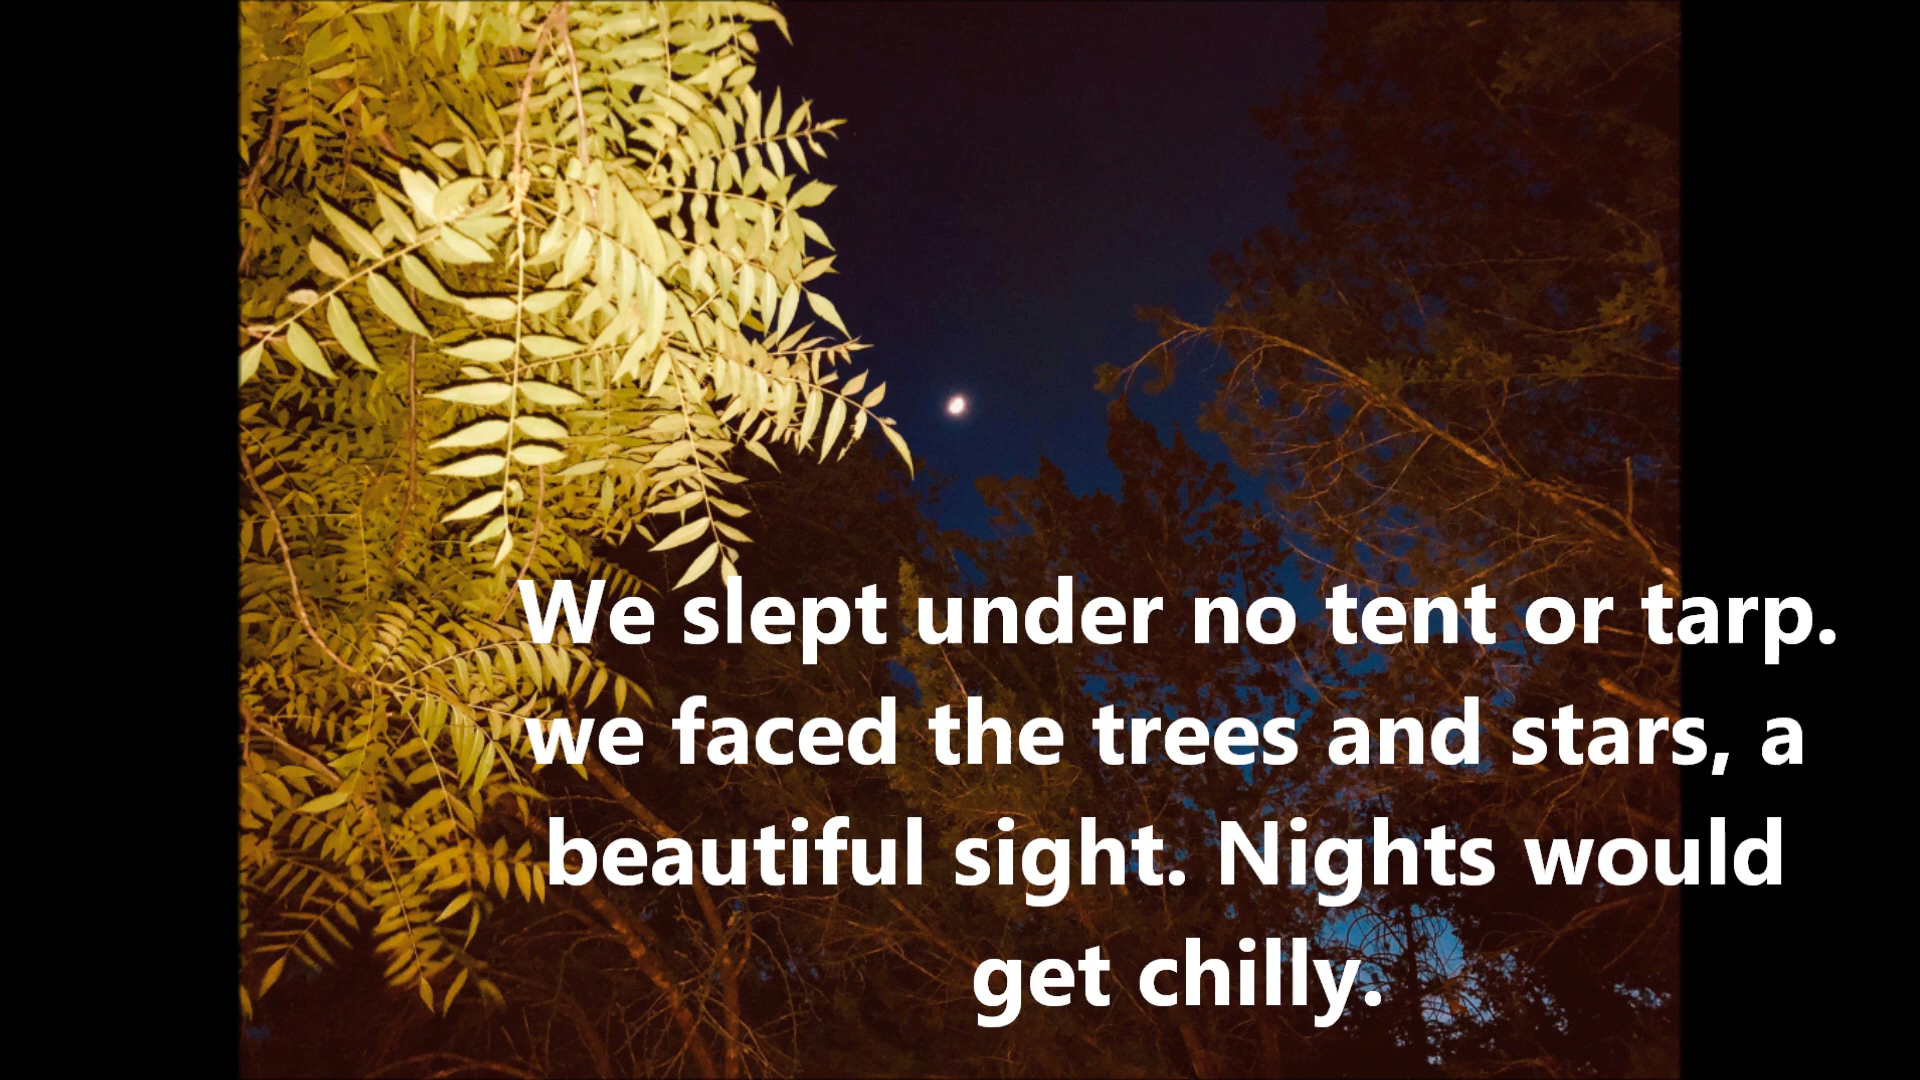 We slept under no tent or tarp.
we faced the trees and stars, a
beautiful sight. Nights would
get chilly.